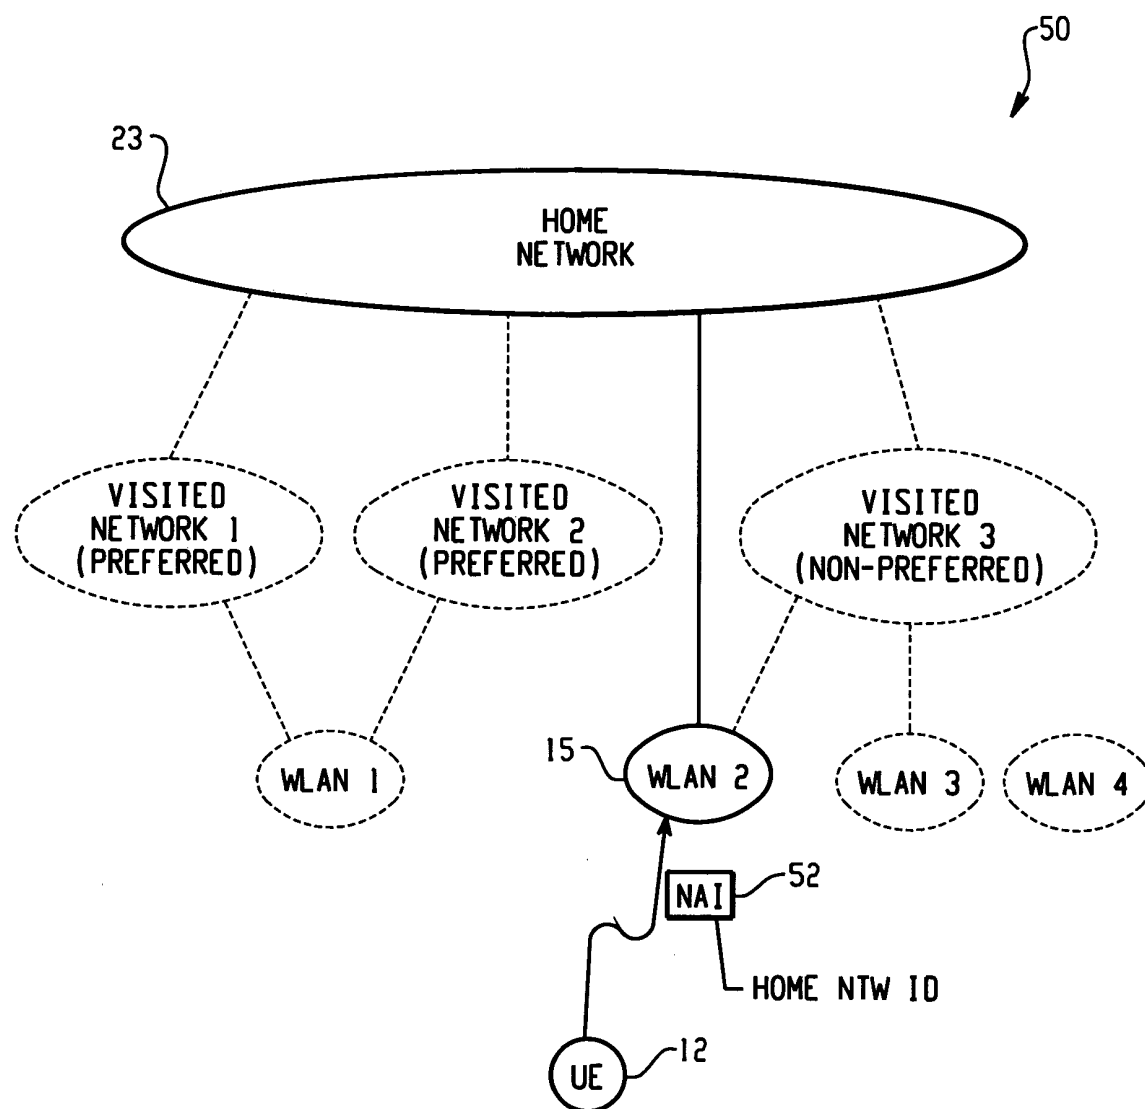 50
23
HOME
NETWORK
VISITED
NETWORK 1
(PREFERRED)
VISITED
NETWORK 2
(PREFERRED)
VISITED
NETWORK 3
(NON-PREFERRED)
15
WLAN 1
WLAN 2
WLAN 3
WLAN 4
NAI
52
HOME NTW ID
UE
12